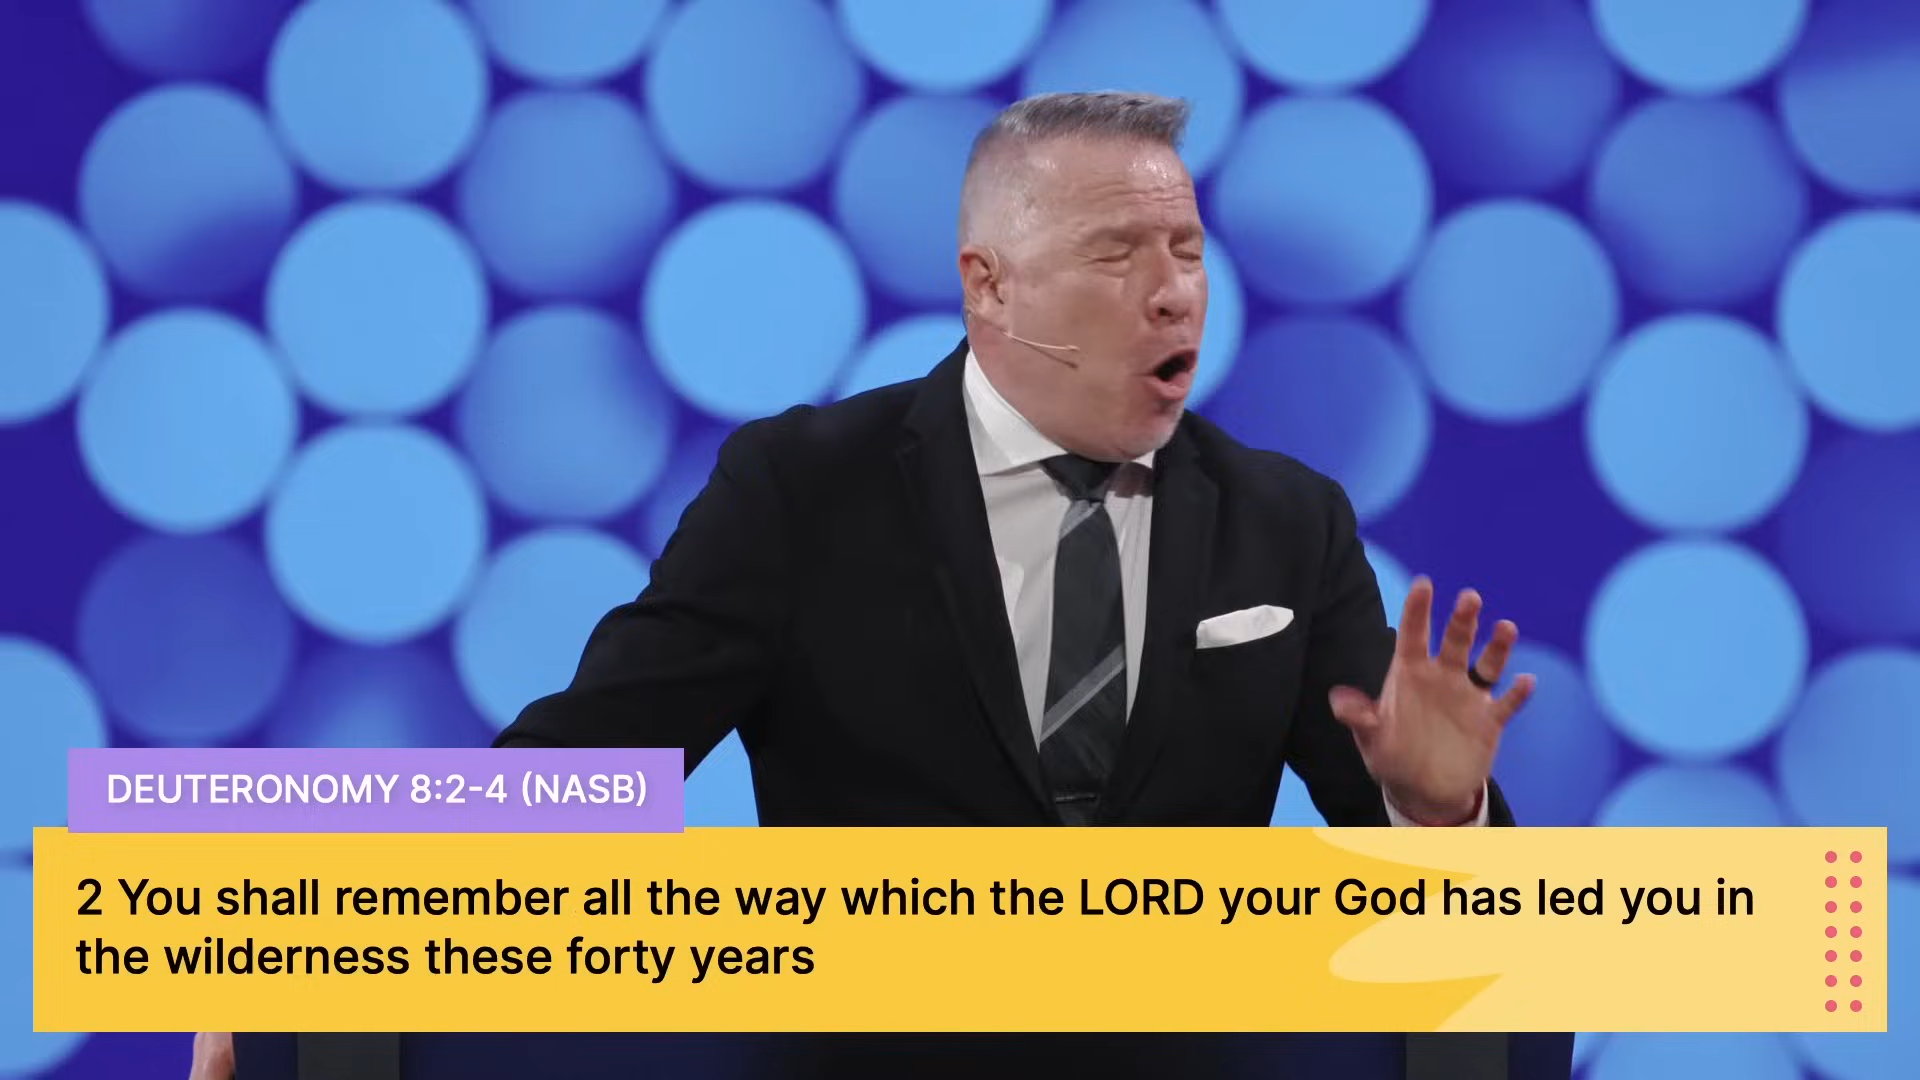 DEUTERONOMY 8:2-4 (NASB)
2 You shall remember all the way which the LORD your God has led you in
the wilderness these forty years